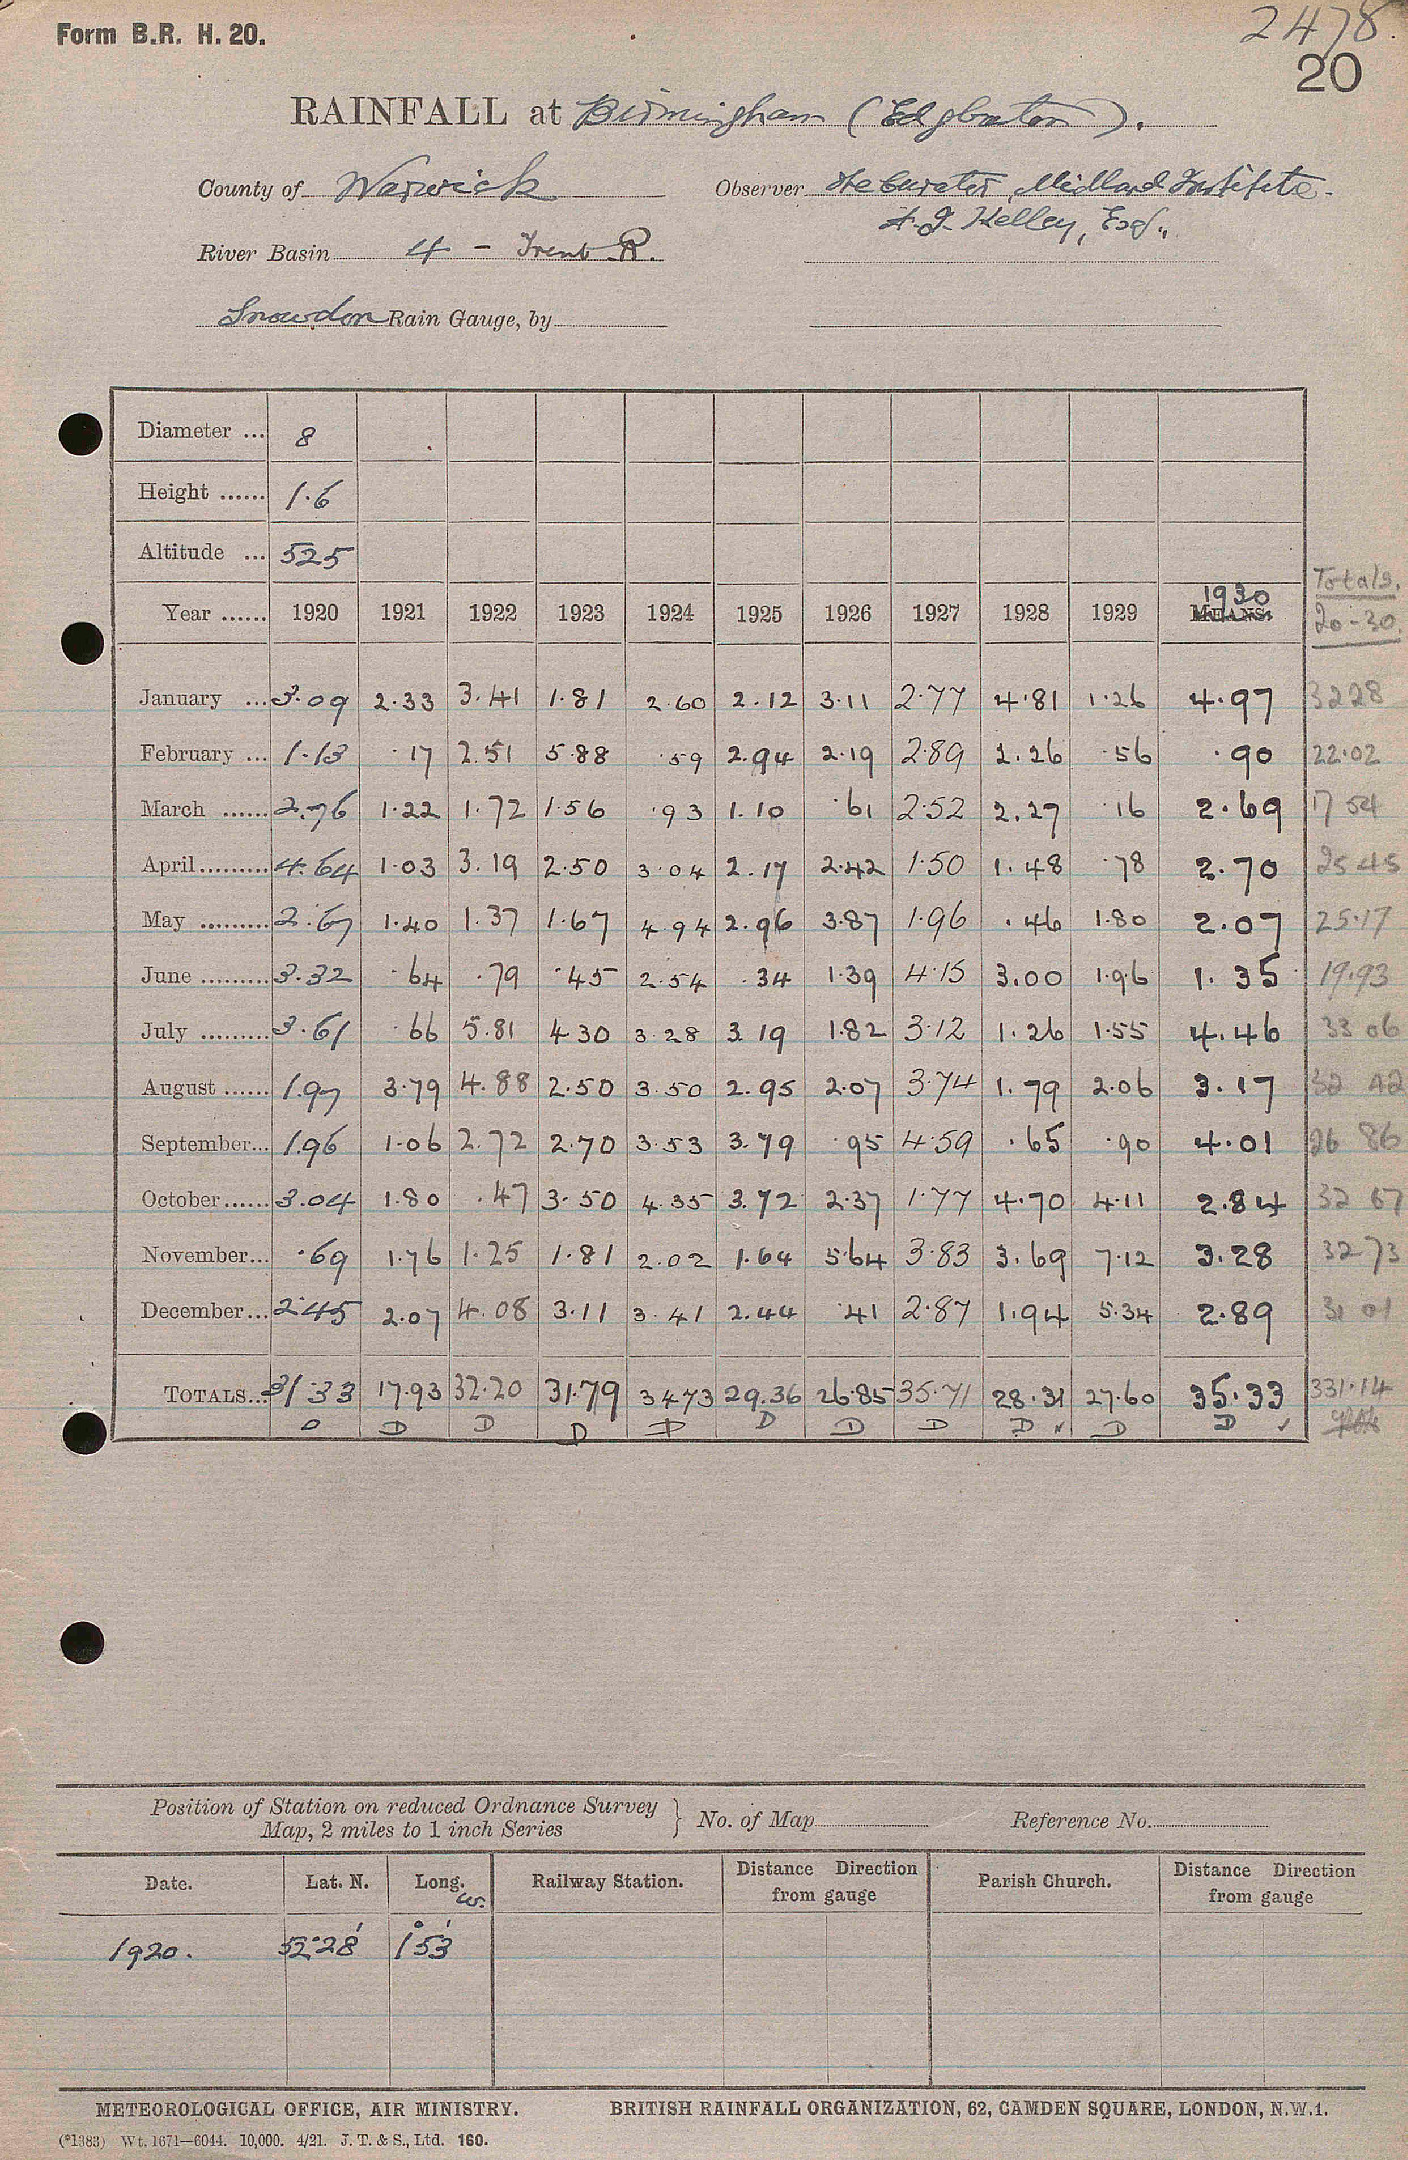 Form B.R. H. 20.
2478.
20
RAINFALL at Birmingham (Edgbaston).
County of Warwick Observer The Curator, Midland Institute.
A. J. Kelley, Esq.,
River Basin 4 - Trent R.
Snowdon Rain Gauge, by
Diameter ... 8
Height ...... 1.6
Altitude ... 525
Totals.
1930
Year ...... 1920 1921 1922 1923 1924 1925 1926 1927 1928 1929 MEANS. 20-30.
January ... 3.09 2.33 3.41 1.81 2.60 2.12 3.11 2.77 4.81 1.26 4.97 32 28
February ... 1.13 .17 2.51 5.88 .59 2.94 2.19 2.89 2.26 .56 .90 22.02
March ...... 2.76 1.22 1.72 1.56 .93 1.10 .61 2.52 2.27 .16 2.69 17 54
April ......... 4.64 1.03 3.19 2.50 3.04 2.17 2.42 1.50 1.48 .78 2.70 25 45
May ......... 2.67 1.40 1.37 1.67 4.94 2.96 3.87 1.96 .46 1.80 2.07 25.17
June ......... 3.32 .64 .79 .45 2.54 .34 1.39 4.15 3.00 1.96 1.35 19.93
July ......... 3.61 .66 5.81 4.30 3.28 3.19 1.82 3.12 1.26 1.55 4.46 33 06
August ...... 1.97 3.79 4.88 2.50 3.50 2.95 2.07 3.74 1.79 2.06 3.17 32 42
September... 1.96 1.06 2.72 2.70 3.53 3.79 .95 4.59 .65 .90 4.01 26 86
October...... 3.04 1.80 .47 3.50 4.35 3.72 2.37 1.77 4.70 4.11 2.84 32 67
November... .69 1.76 1.25 1.81 2.02 1.64 5.64 3.83 3.69 7.12 3.28 32 73
December... 2.45 2.07 4.08 3.11 3.41 2.44 .41 2.87 1.94 5.34 2.89 31 01
TOTALS... 31.33 17.93 32.20 31.79 34.73 29.36 26.85 35.71 28.31 27.60 35.33 331.14
D D D D D D D D D D D
Position of Station on reduced Ordnance Survey
Map, 2 miles to 1 inch Series } No. of Map Reference No.
Date. Lat. N. Long. W. Railway Station. Distance Direction from gauge Parish Church. Distance Direction from gauge
1920. 52° 28' 1° 53'
METEOROLOGICAL OFFICE, AIR MINISTRY. BRITISH RAINFALL ORGANIZATION, 62, CAMDEN SQUARE, LONDON, N.W.1.
(*1383) Wt. 1671—6044. 10,000. 4/21. J. T. & S., Ltd. 160.